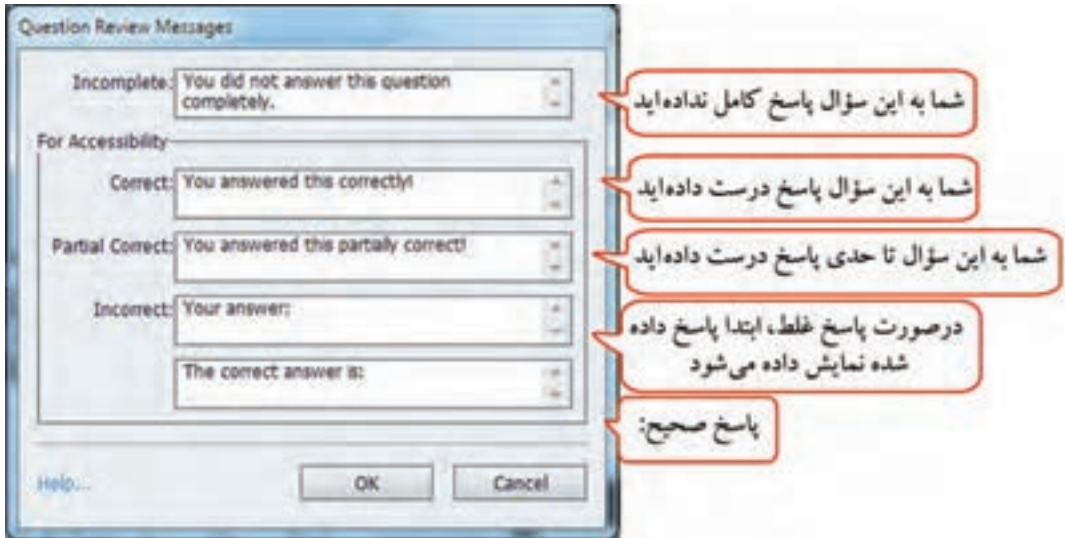 Question Review Messages
Incomplete: You did not answer this question
completely.
شما به این سؤال پاسخ کامل نداده‌اید
For Accessibility
Correct: You answered this correctly!
شما به این سؤال پاسخ درست داده‌اید
Partial Correct: You answered this partially correct!
شما به این سؤال تا حدی پاسخ درست داده‌اید
Incorrect: Your answer:
درصورت پاسخ غلط، ابتدا پاسخ داده
شده نمایش داده می‌شود
The correct answer is:
پاسخ صحیح:
Help...
OK
Cancel